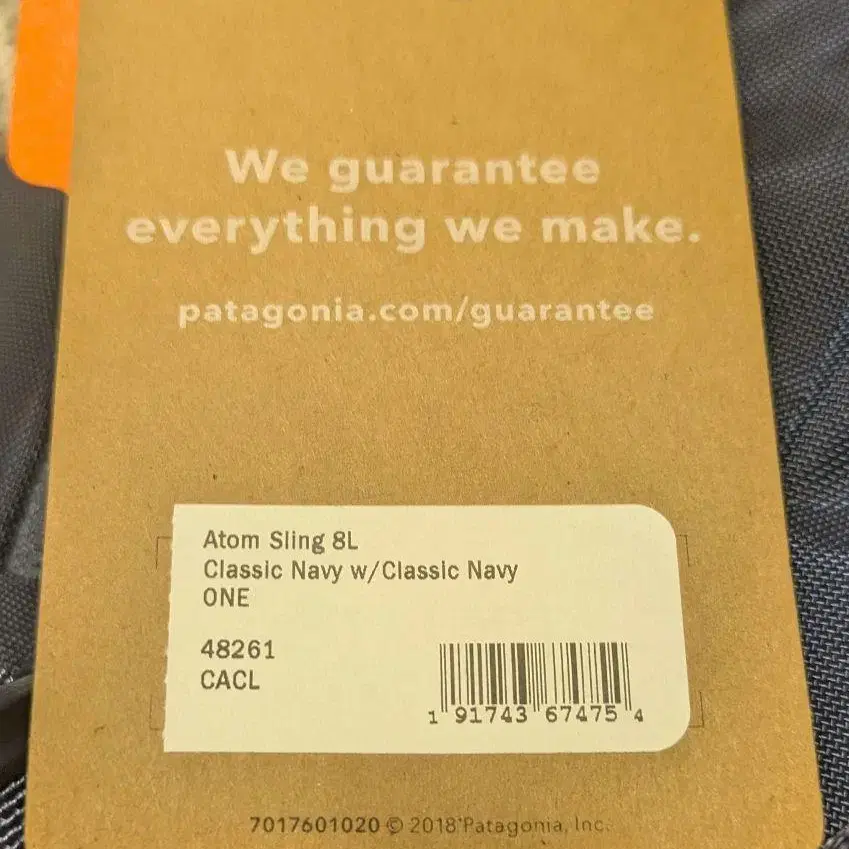 We guarantee
everything we make.
patagonia.com/guarantee
Atom Sling 8L
Classic Navy w/Classic Navy
ONE
48261
CACL
1 91743 67475 4
7017601020 © 2018 Patagonia, Inc.